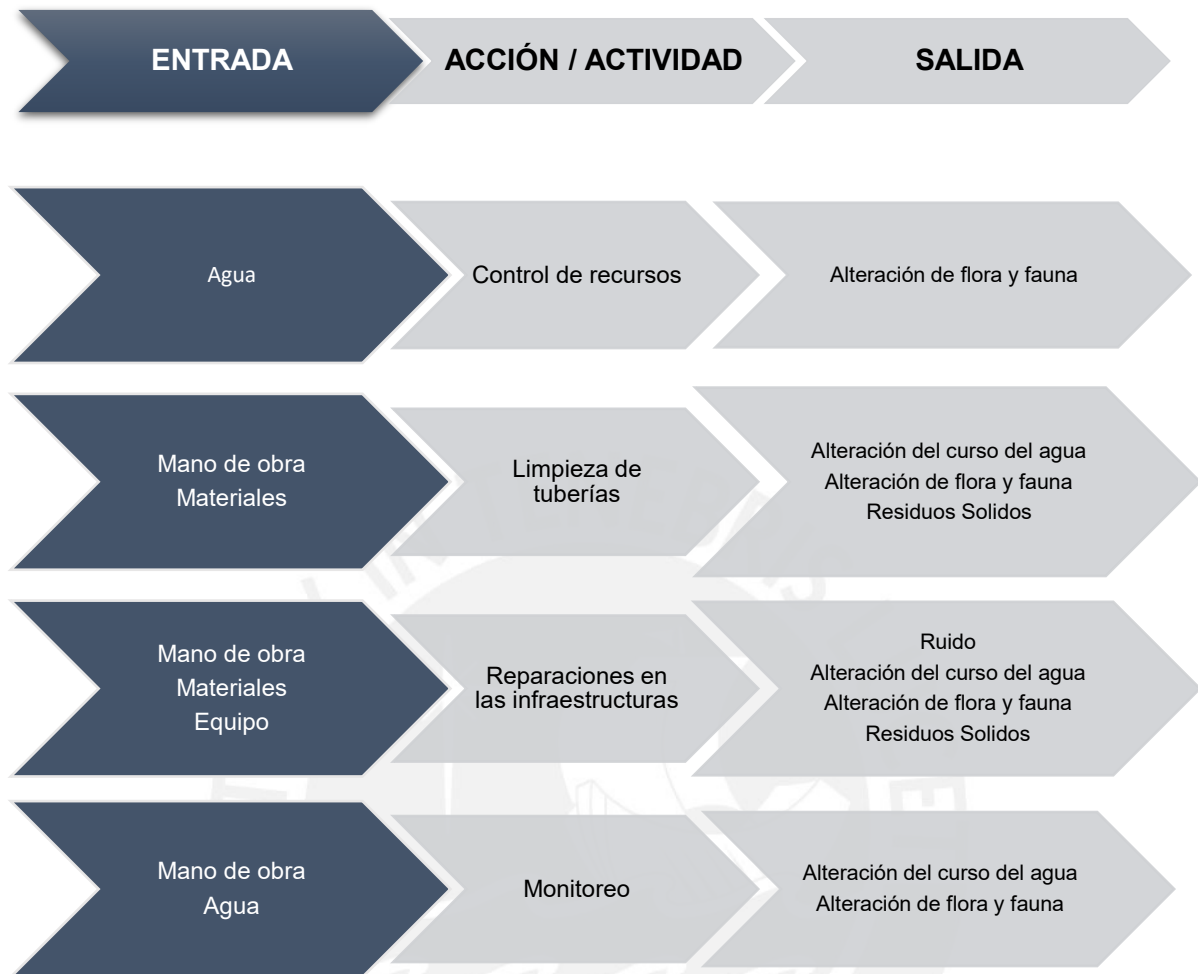 ENTRADA
ACCIÓN / ACTIVIDAD
SALIDA
Agua
Control de recursos
Alteración de flora y fauna
Mano de obra
Materiales
Limpieza de
tuberías
Alteración del curso del agua
Alteración de flora y fauna
Residuos Solidos
Mano de obra
Materiales
Equipo
Reparaciones en
las infraestructuras
Ruido
Alteración del curso del agua
Alteración de flora y fauna
Residuos Solidos
Mano de obra
Agua
Monitoreo
Alteración del curso del agua
Alteración de flora y fauna